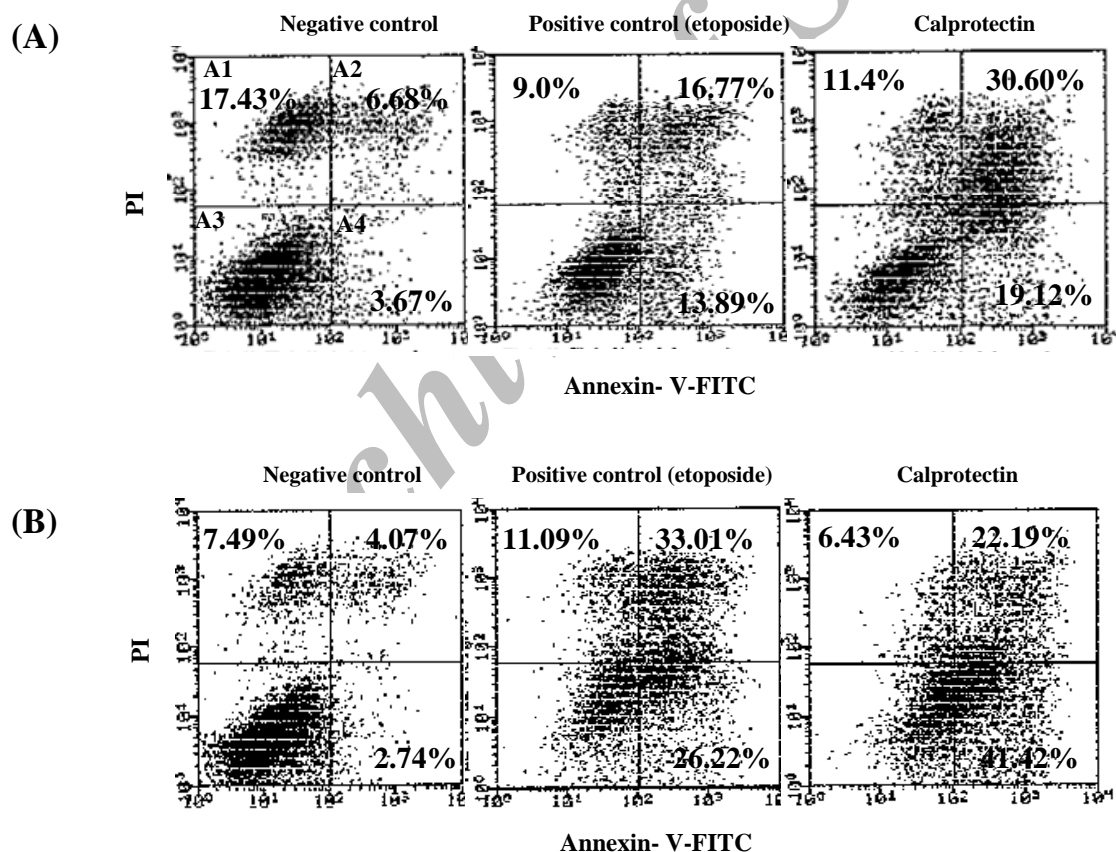 (A)
Negative control Positive control (etoposide) Calprotectin
A1 A2
17.43% 6.68% 9.0% 16.77% 11.4% 30.60%
PI
A3 A4
3.67% 13.89% 19.12%
Annexin- V-FITC
(B)
Negative control Positive control (etoposide) Calprotectin
7.49% 4.07% 11.09% 33.01% 6.43% 22.19%
PI
2.74% 26.22% 41.42%
Annexin- V-FITC